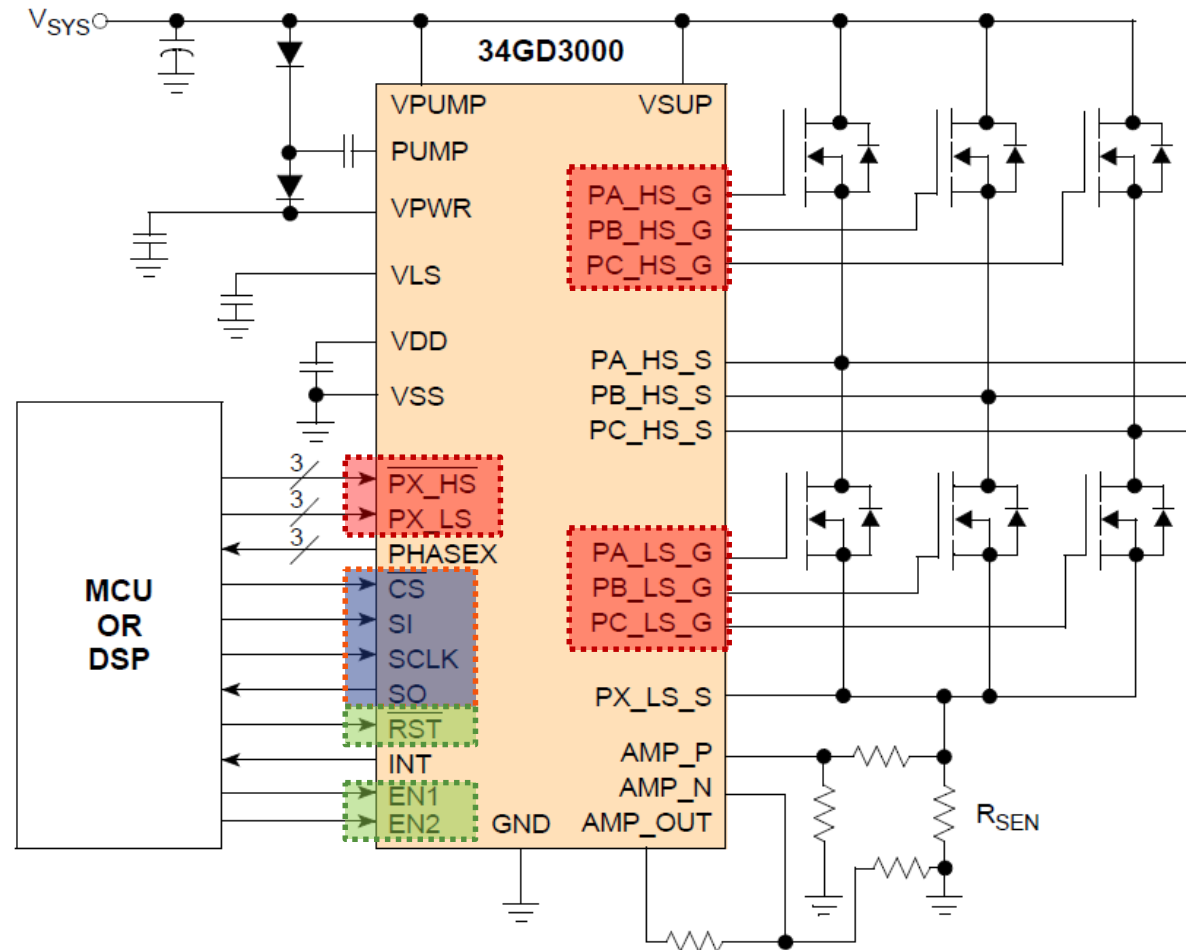 VSYS
34GD3000
VPUMP
VSUP
PUMP
VPWR
VLS
VDD
VSS
PA_HS_G
PB_HS_G
PC_HS_G
PA_HS_S
PB_HS_S
PC_HS_S
MCU
OR
DSP
3
3
3
PX_HS
PX_LS
PHASEX
CS
SI
SCLK
SO
RST
INT
EN1
EN2
GND
PA_LS_G
PB_LS_G
PC_LS_G
PX_LS_S
AMP_P
AMP_N
AMP_OUT
RSEN